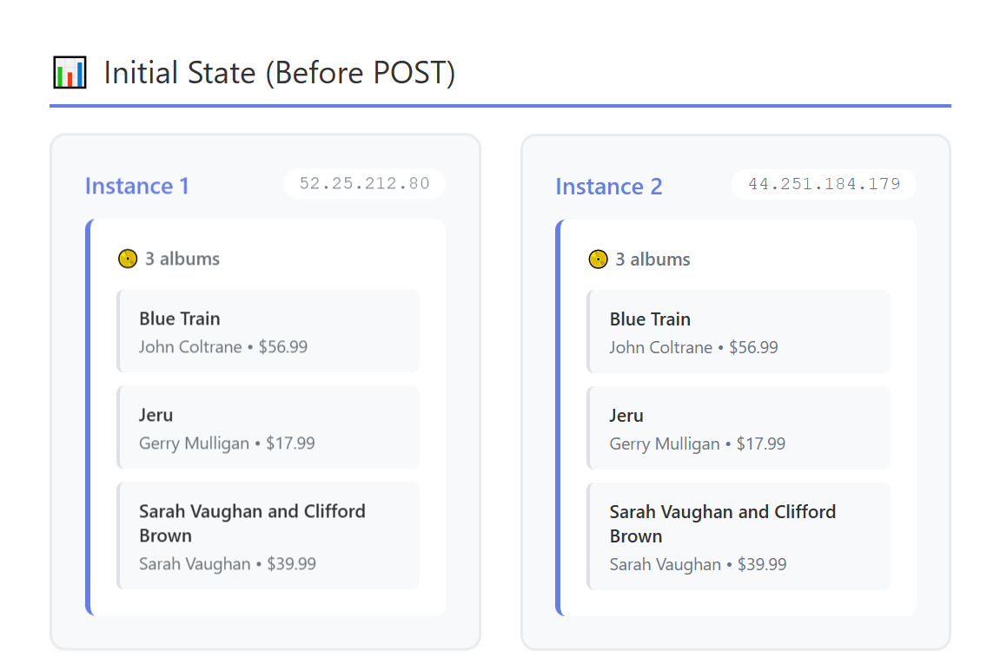 Initial State (Before POST)
Instance 1
52.25.212.80
3 albums
Blue Train
John Coltrane • $56.99
Jeru
Gerry Mulligan • $17.99
Sarah Vaughan and Clifford
Brown
Sarah Vaughan • $39.99
Instance 2
44.251.184.179
3 albums
Blue Train
John Coltrane • $56.99
Jeru
Gerry Mulligan • $17.99
Sarah Vaughan and Clifford
Brown
Sarah Vaughan • $39.99